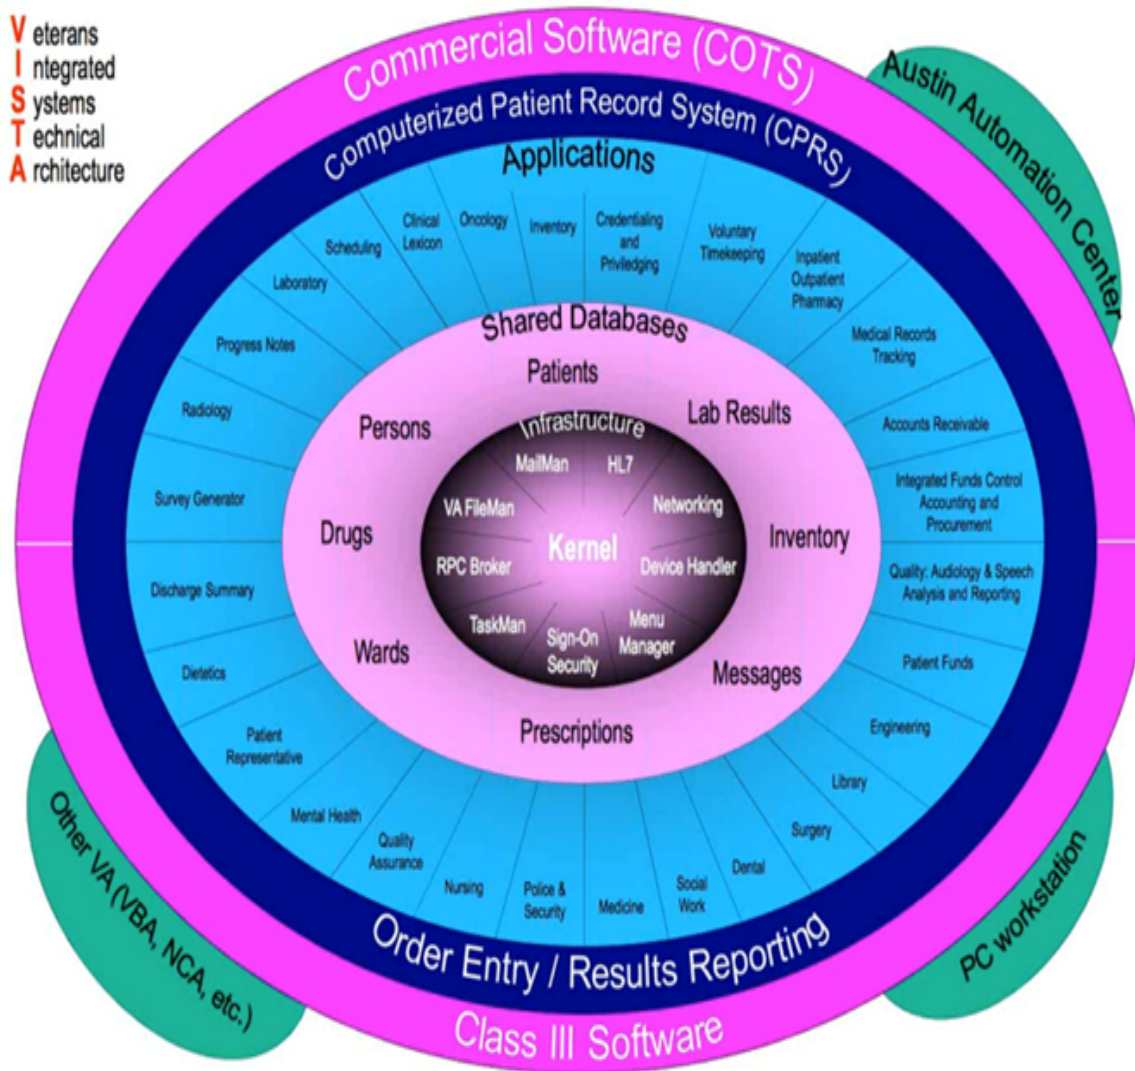 Veterans
Integrated
Systems
Technical
Architecture
Commercial Software (COTS)
Austin Automation Center
Computerized Patient Record System (CPRS)
Applications
Clinical
Lexicon
Oncology
Inventory
Credentialing
and
Priviledging
Voluntary
Timekeeping
Inpatient
Outpatient
Pharmacy
Medical Records
Tracking
Accounts Receivable
Integrated Funds Control
Accounting and
Procurement
Quality: Audiology & Speech
Analysis and Reporting
Patient Funds
Engineering
Library
Surgery
Dental
Social
Work
Medicine
Police &
Security
Nursing
Quality
Assurance
Mental Health
Patient
Representative
Dietetics
Discharge Summary
Survey Generator
Radiology
Progress Notes
Laboratory
Scheduling
Shared Databases
Patients
Lab Results
Inventory
Messages
Prescriptions
Wards
Drugs
Persons
Infrastructure
MailMan
HL7
Networking
Device Handler
Menu
Manager
Sign-On
Security
TaskMan
RPC Broker
VA FileMan
Kernel
Order Entry / Results Reporting
Class III Software
Other VA (VBA, NCA, etc.)
PC workstation